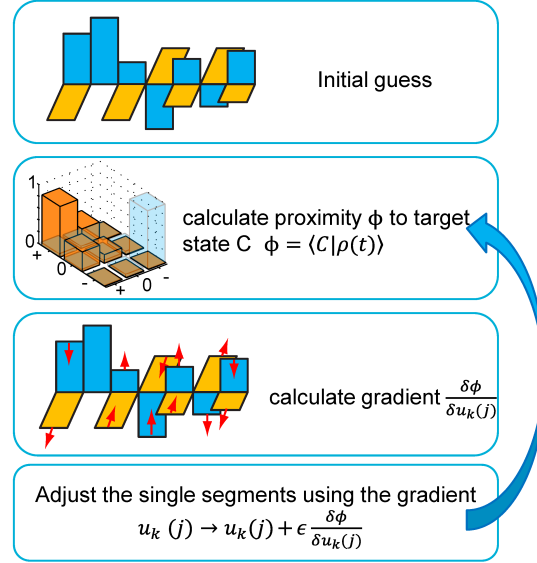 Initial guess
1
0
+
0
-
+
0
-
calculate proximity ϕ to target
state C ϕ = ⟨C|ρ(t)⟩
calculate gradient δϕ/δu_k(j)
Adjust the single segments using the gradient
u_k (j) → u_k(j) + ϵ δϕ/δu_k(j)